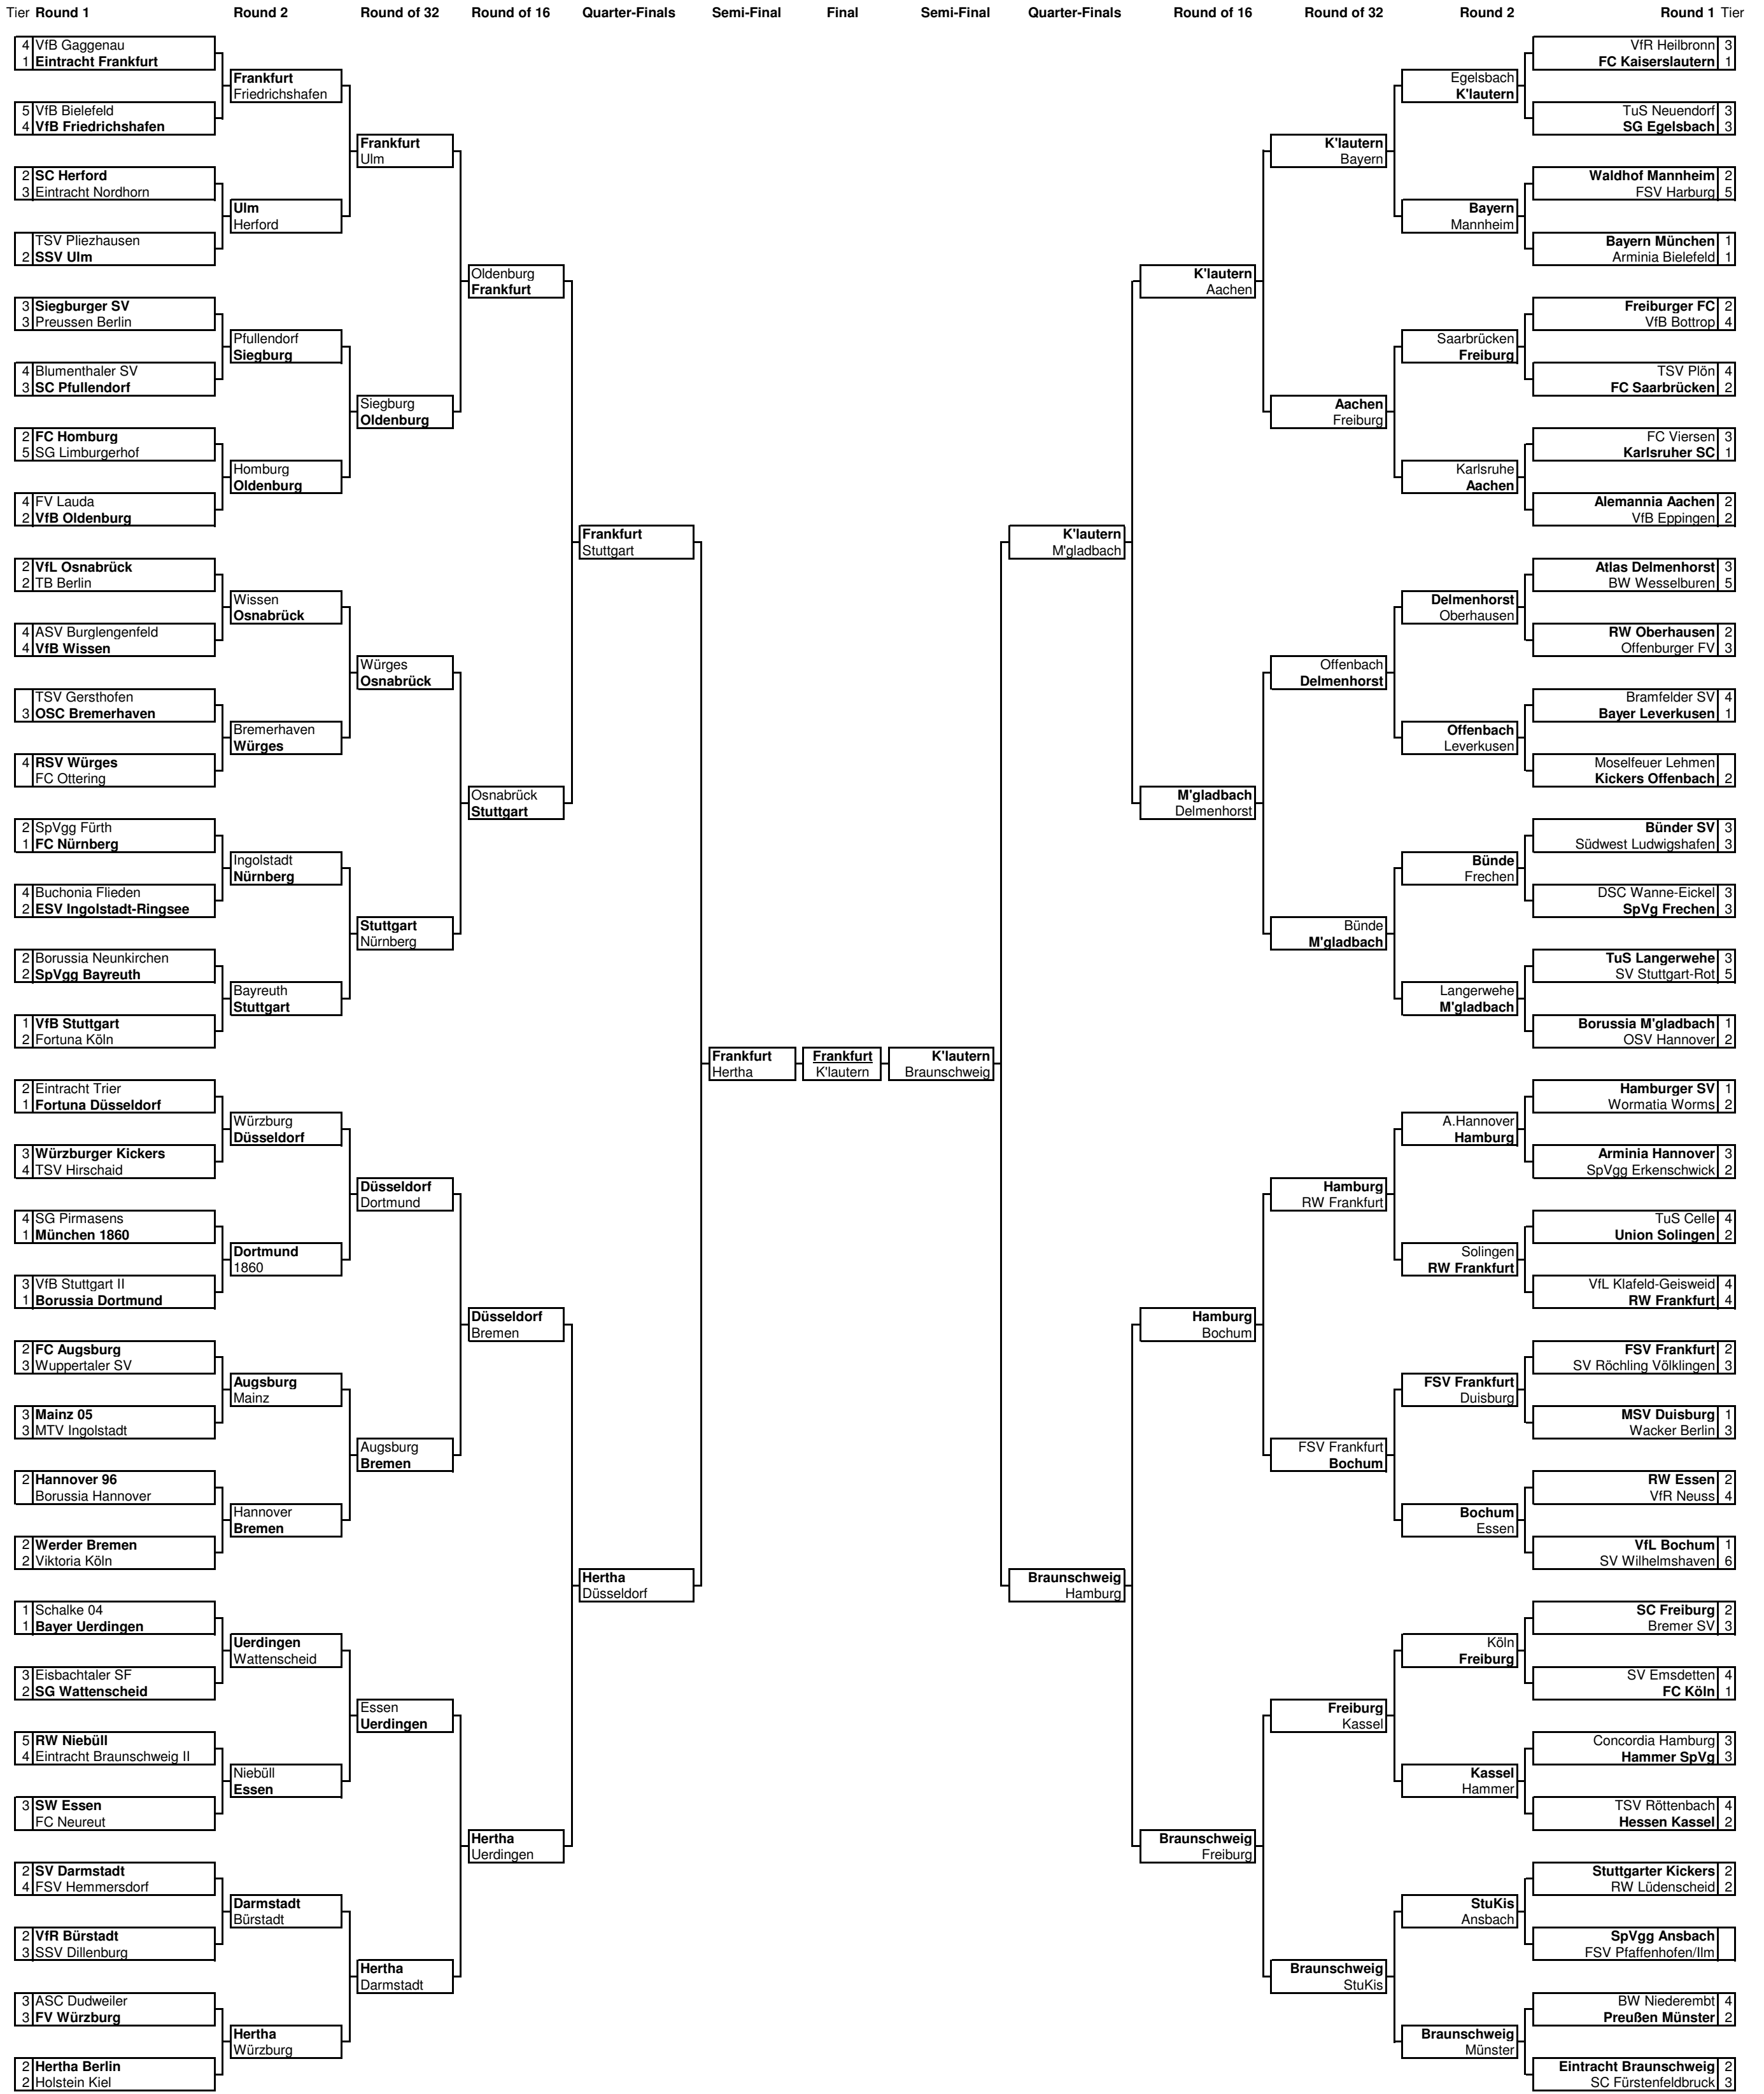 Tier Round 1 Round 2 Round of 32 Round of 16 Quarter-Finals Semi-Final Final Semi-Final Quarter-Finals Round of 16 Round of 32 Round 2 Round 1 Tier
4 VfB Gaggenau
1 Eintracht Frankfurt
5 VfB Bielefeld
4 VfB Friedrichshafen
2 SC Herford
3 Eintracht Nordhorn
TSV Pliezhausen
2 SSV Ulm
3 Siegburger SV
3 Preussen Berlin
4 Blumenthaler SV
3 SC Pfullendorf
2 FC Homburg
5 SG Limburgerhof
4 FV Lauda
2 VfB Oldenburg
2 VfL Osnabrück
2 TB Berlin
4 ASV Burglengenfeld
4 VfB Wissen
TSV Gersthofen
3 OSC Bremerhaven
4 RSV Würges
FC Ottering
2 SpVgg Fürth
1 FC Nürnberg
4 Buchonia Flieden
2 ESV Ingolstadt-Ringsee
2 Borussia Neunkirchen
2 SpVgg Bayreuth
1 VfB Stuttgart
2 Fortuna Köln
2 Eintracht Trier
1 Fortuna Düsseldorf
3 Würzburger Kickers
4 TSV Hirschaid
4 SG Pirmasens
1 München 1860
3 VfB Stuttgart II
1 Borussia Dortmund
2 FC Augsburg
3 Wuppertaler SV
3 Mainz 05
3 MTV Ingolstadt
2 Hannover 96
Borussia Hannover
2 Werder Bremen
2 Viktoria Köln
1 Schalke 04
1 Bayer Uerdingen
3 Eisbachtaler SF
2 SG Wattenscheid
5 RW Niebüll
4 Eintracht Braunschweig II
3 SW Essen
FC Neureut
2 SV Darmstadt
4 FSV Hemmersdorf
2 VfR Bürstadt
3 SSV Dillenburg
3 ASC Dudweiler
3 FV Würzburg
2 Hertha Berlin
2 Holstein Kiel
Frankfurt
Friedrichshafen
Ulm
Herford
Pfullendorf
Siegburg
Homburg
Oldenburg
Wissen
Osnabrück
Bremerhaven
Würges
Ingolstadt
Nürnberg
Bayreuth
Stuttgart
Würzburg
Düsseldorf
Dortmund
1860
Augsburg
Mainz
Hannover
Bremen
Uerdingen
Wattenscheid
Niebüll
Essen
Darmstadt
Bürstadt
Hertha
Würzburg
Frankfurt
Ulm
Siegburg
Oldenburg
Würges
Osnabrück
Stuttgart
Nürnberg
Düsseldorf
Dortmund
Augsburg
Bremen
Essen
Uerdingen
Hertha
Darmstadt
Oldenburg
Frankfurt
Osnabrück
Stuttgart
Düsseldorf
Bremen
Hertha
Uerdingen
Frankfurt
Stuttgart
Hertha
Düsseldorf
Frankfurt
Hertha
Frankfurt
K'lautern
K'lautern
Braunschweig
K'lautern
M'gladbach
Braunschweig
Hamburg
K'lautern
Aachen
M'gladbach
Delmenhorst
Hamburg
Bochum
Braunschweig
Freiburg
K'lautern
Bayern
Aachen
Freiburg
Offenbach
Delmenhorst
Bünde
M'gladbach
Hamburg
RW Frankfurt
FSV Frankfurt
Bochum
Freiburg
Kassel
Braunschweig
StuKis
Egelsbach
K'lautern
Bayern
Mannheim
Saarbrücken
Freiburg
Karlsruhe
Aachen
Delmenhorst
Oberhausen
Offenbach
Leverkusen
Bünde
Frechen
Langerwehe
M'gladbach
A.Hannover
Hamburg
Solingen
RW Frankfurt
FSV Frankfurt
Duisburg
Bochum
Essen
Köln
Freiburg
Kassel
Hammer
StuKis
Ansbach
Braunschweig
Münster
VfR Heilbronn 3
FC Kaiserslautern 1
TuS Neuendorf 3
SG Egelsbach 3
Waldhof Mannheim 2
FSV Harburg 5
Bayern München 1
Arminia Bielefeld 1
Freiburger FC 2
VfB Bottrop 4
TSV Plön 4
FC Saarbrücken 2
FC Viersen 3
Karlsruher SC 1
Alemannia Aachen 2
VfB Eppingen 2
Atlas Delmenhorst 3
BW Wesselburen 5
RW Oberhausen 2
Offenburger FV 3
Bramfelder SV 4
Bayer Leverkusen 1
Moselfeuer Lehmen
Kickers Offenbach 2
Bünder SV 3
Südwest Ludwigshafen 3
DSC Wanne-Eickel 3
SpVg Frechen 3
TuS Langerwehe 3
SV Stuttgart-Rot 5
Borussia M'gladbach 1
OSV Hannover 2
Hamburger SV 1
Wormatia Worms 2
Arminia Hannover 3
SpVgg Erkenschwick 2
TuS Celle 4
Union Solingen 2
VfL Klafeld-Geisweid 4
RW Frankfurt 4
FSV Frankfurt 2
SV Röchling Völklingen 3
MSV Duisburg 1
Wacker Berlin 3
RW Essen 2
VfR Neuss 4
VfL Bochum 1
SV Wilhelmshaven 6
SC Freiburg 2
Bremer SV 3
SV Emsdetten 4
FC Köln 1
Concordia Hamburg 3
Hammer SpVg 3
TSV Röttenbach 4
Hessen Kassel 2
Stuttgarter Kickers 2
RW Lüdenscheid 2
SpVgg Ansbach
FSV Pfaffenhofen/Ilm
BW Niederembt 4
Preußen Münster 2
Eintracht Braunschweig 2
SC Fürstenfeldbruck 3